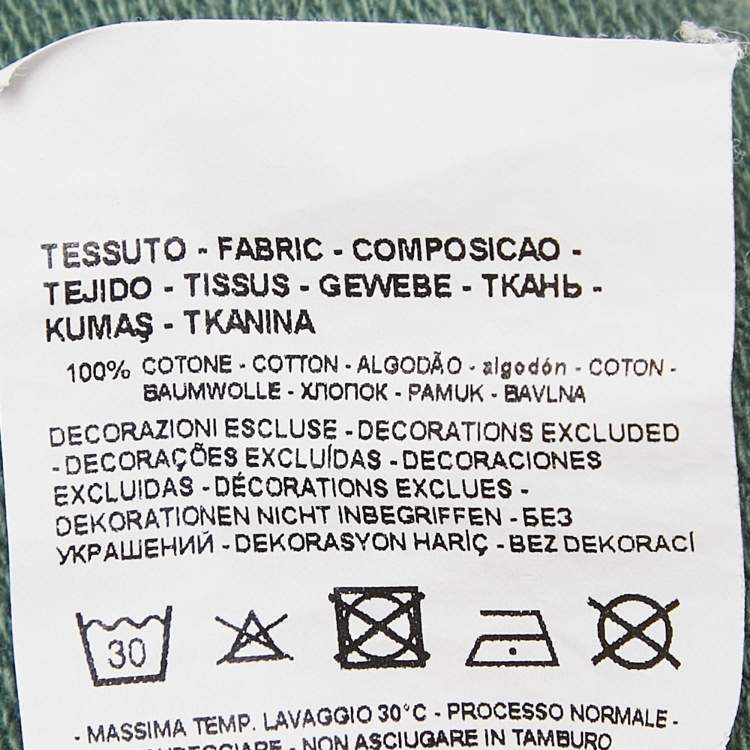 TESSUTO - FABRIC - COMPOSICAO -
TEJIDO - TISSUS - GEWEBE - ТКАНЬ -
KUMAŞ - TKANINA
100% COTONE - COTTON - ALGODÃO - algodón - COTON -
BAUMWOLLE - ХЛОПОК - PAMUK - BAVLNA
DECORAZIONI ESCLUSE - DECORATIONS EXCLUDED
- DECORAÇÕES EXCLUÍDAS - DECORACIONES
EXCLUIDAS - DÉCORATIONS EXCLUES -
DEKORATIONEN NICHT INBEGRIFFEN - БЕЗ
УКРАШЕНИЙ - DEKORASYON HARİÇ - BEZ DEKORACÍ
30
- MASSIMA TEMP. LAVAGGIO 30°C - PROCESSO NORMALE -
- NON ASCIUGARE IN TAMBURO